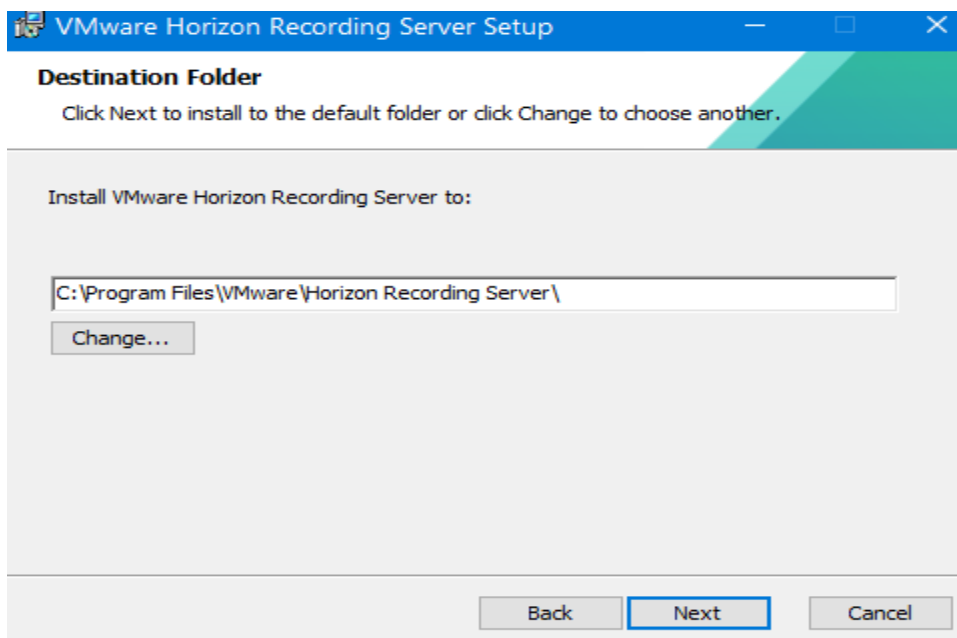 VMware Horizon Recording Server Setup
Destination Folder
Click Next to install to the default folder or click Change to choose another.
Install VMware Horizon Recording Server to:
C:\Program Files\VMware\Horizon Recording Server\
Change...
Back Next Cancel